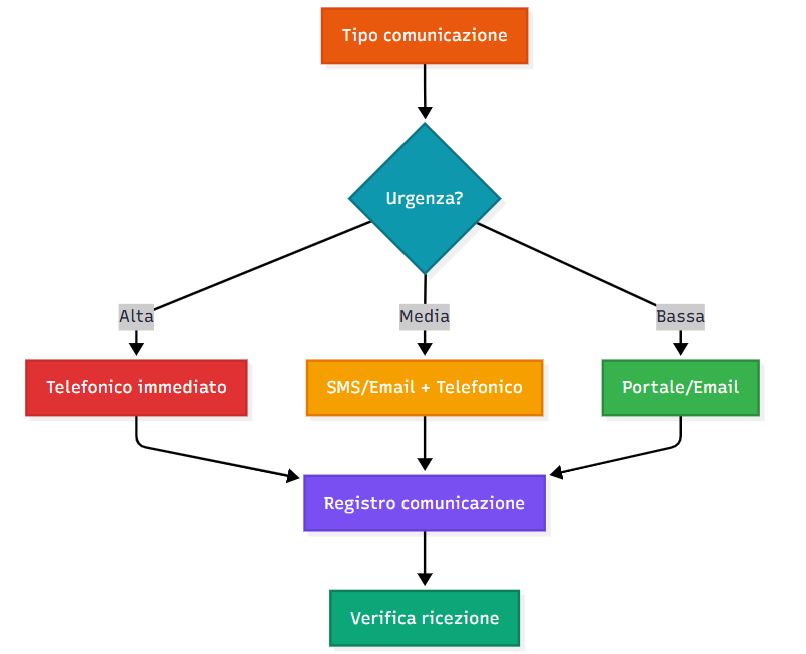 Tipo comunicazione
Urgenza?
Alta
Media
Bassa
Telefonico immediato
SMS/Email + Telefonico
Portale/Email
Registro comunicazione
Verifica ricezione